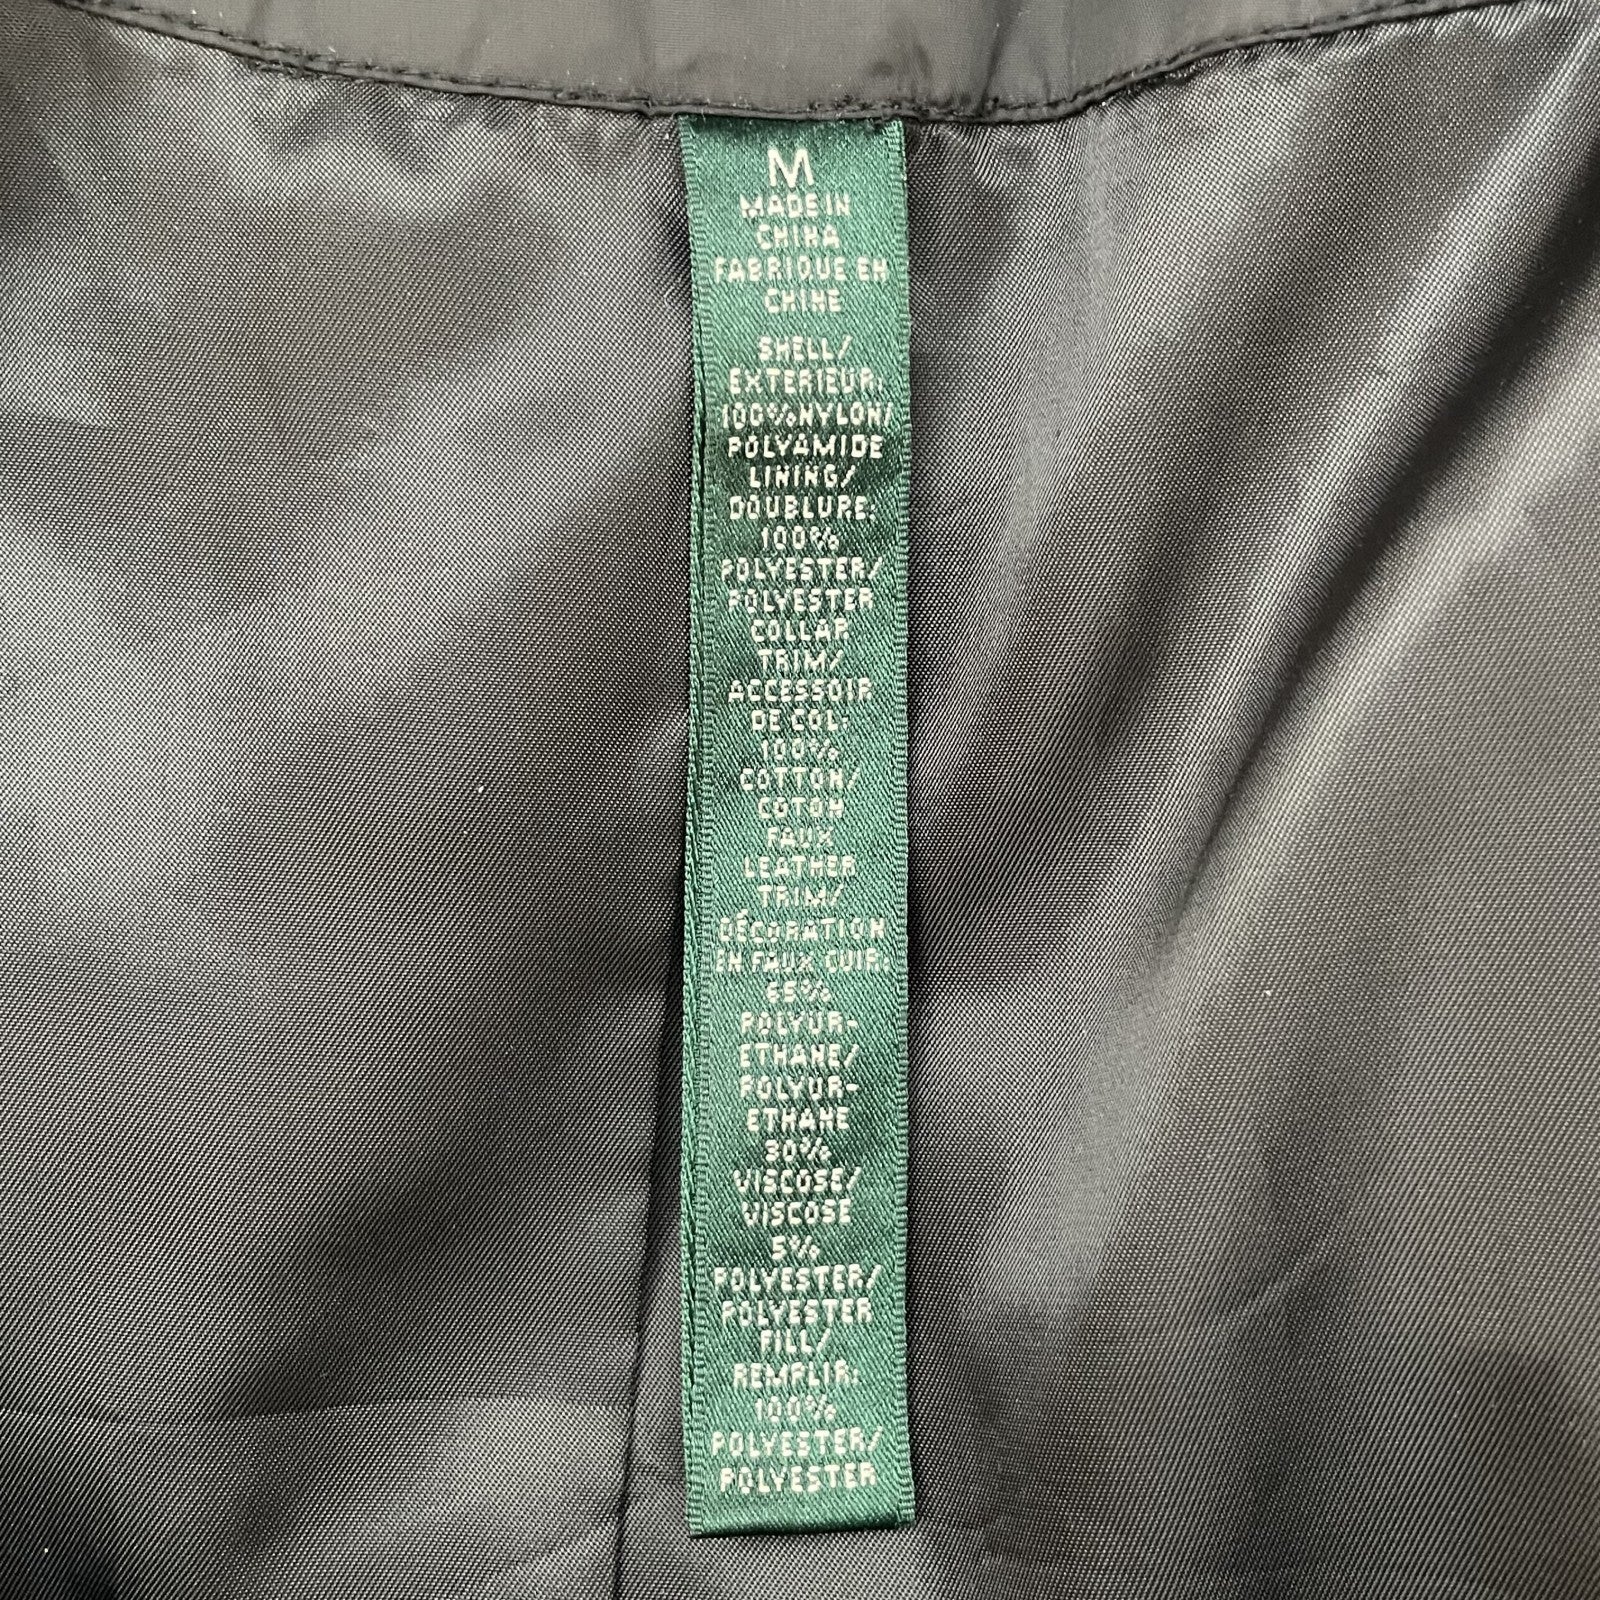 M
MADE IN
CHINA
FABRIQUE EN
CHINE
SHELL/
EXTERIEUR:
100%NYLON/
POLYAMIDE
LINING/
DOUBLURE:
100%
POLYESTER/
POLYESTER
COLLAR
TRIM/
ACCESSOIR
DE COL:
100%
COTTON/
COTON
FAUX
LEATHER
TRIM/
DÉCORATION
EN FAUX CUIR:
65%
POLYUR-
ETHANE/
POLYUR-
ETHANE
30%
VISCOSE/
VISCOSE
5%
POLYESTER/
POLYESTER
FILL/
REMPLIR:
100%
POLYESTER/
POLYESTER